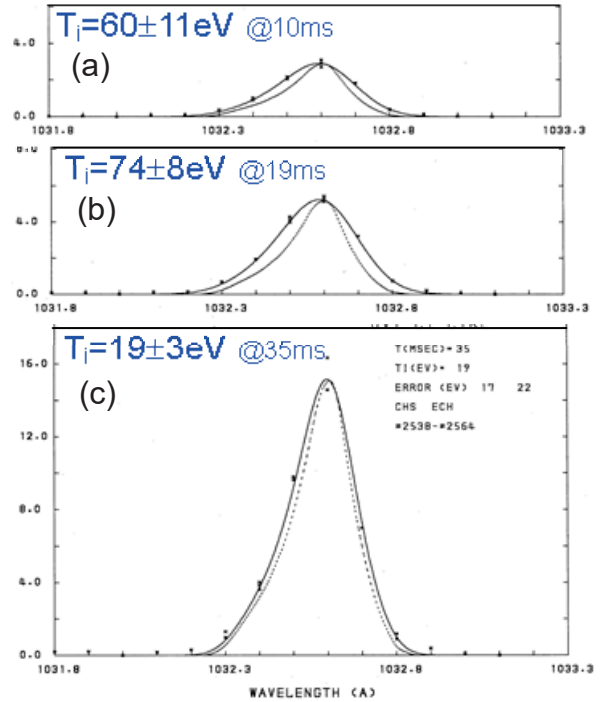 Ti=60±11eV @10ms
(a)
4.0
0.0
1031.8 1032.3 1032.8 1033.3
8.0
Ti=74±8eV @19ms
(b)
4.0
0.0
1031.8 1032.3 1032.8 1033.3
Ti=19±3eV @35ms
(c)
16.0
T(MSEC)= 35
TI(EV)= 19
ERROR (EV) 17 22
CHS ECH
#2538-#2564
12.0
8.0
4.0
0.0
1031.8 1032.3 1032.8 1033.3
WAVELENGTH (A)